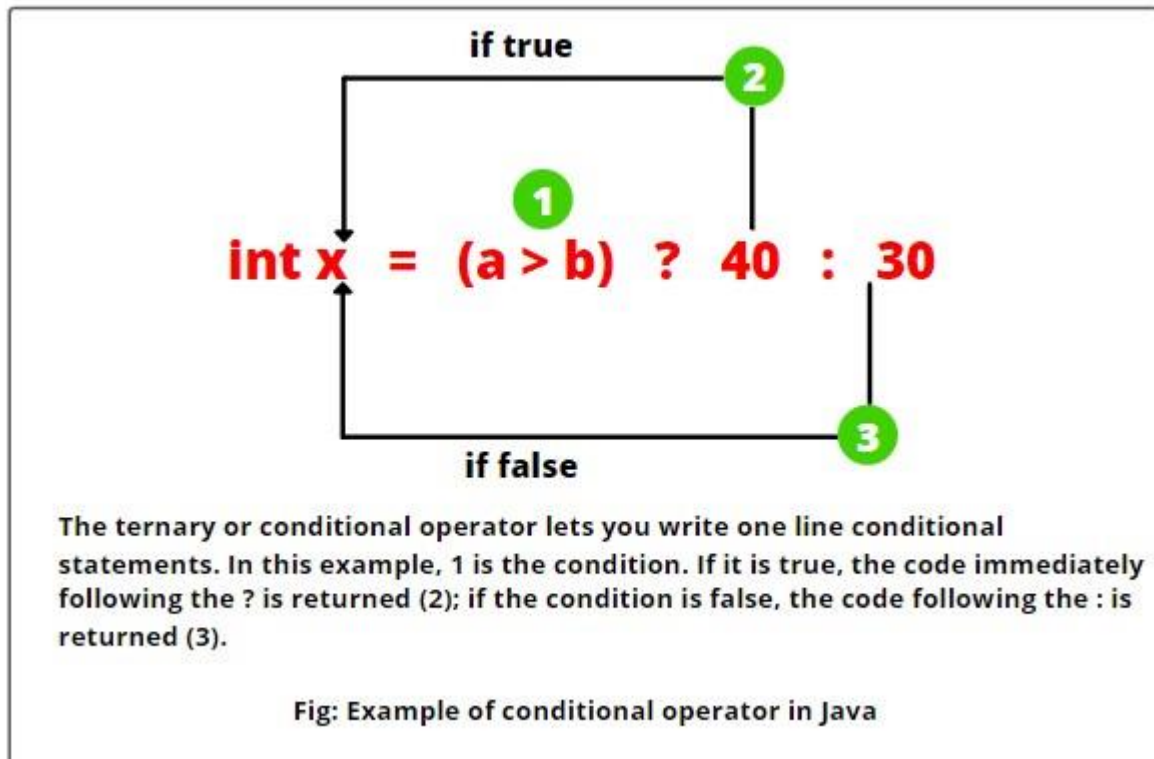 if true
2
1
int x = (a > b) ? 40 : 30
3
if false
The ternary or conditional operator lets you write one line conditional
statements. In this example, 1 is the condition. If it is true, the code immediately
following the ? is returned (2); if the condition is false, the code following the : is
returned (3).
Fig: Example of conditional operator in Java